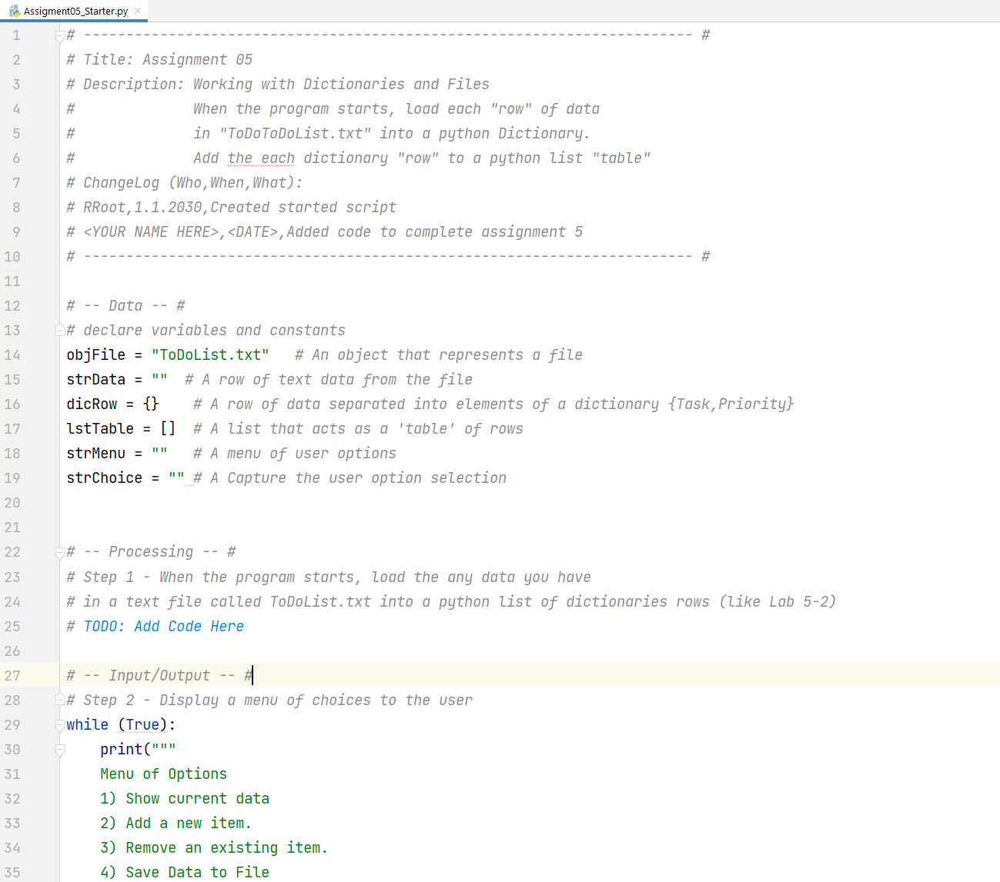 Assigment05_Starter.py
1 # ------------------------------------------------------------------------ #
2 # Title: Assignment 05
3 # Description: Working with Dictionaries and Files
4 #              When the program starts, load each "row" of data
5 #              in "ToDoToDoList.txt" into a python Dictionary.
6 #              Add the each dictionary "row" to a python list "table"
7 # ChangeLog (Who,When,What):
8 # RRoot,1.1.2030,Created started script
9 # <YOUR NAME HERE>,<DATE>,Added code to complete assignment 5
10 # ------------------------------------------------------------------------ #
11
12 # -- Data -- #
13 # declare variables and constants
14 objFile = "ToDoList.txt"   # An object that represents a file
15 strData = ""  # A row of text data from the file
16 dicRow = {}    # A row of data separated into elements of a dictionary {Task,Priority}
17 lstTable = []  # A list that acts as a 'table' of rows
18 strMenu = ""   # A menu of user options
19 strChoice = "" # A Capture the user option selection
20
21
22 # -- Processing -- #
23 # Step 1 - When the program starts, load the any data you have
24 # in a text file called ToDoList.txt into a python list of dictionaries rows (like Lab 5-2)
25 # TODO: Add Code Here
26
27 # -- Input/Output -- #
28 # Step 2 - Display a menu of choices to the user
29 while (True):
30     print("""
31     Menu of Options
32     1) Show current data
33     2) Add a new item.
34     3) Remove an existing item.
35     4) Save Data to File